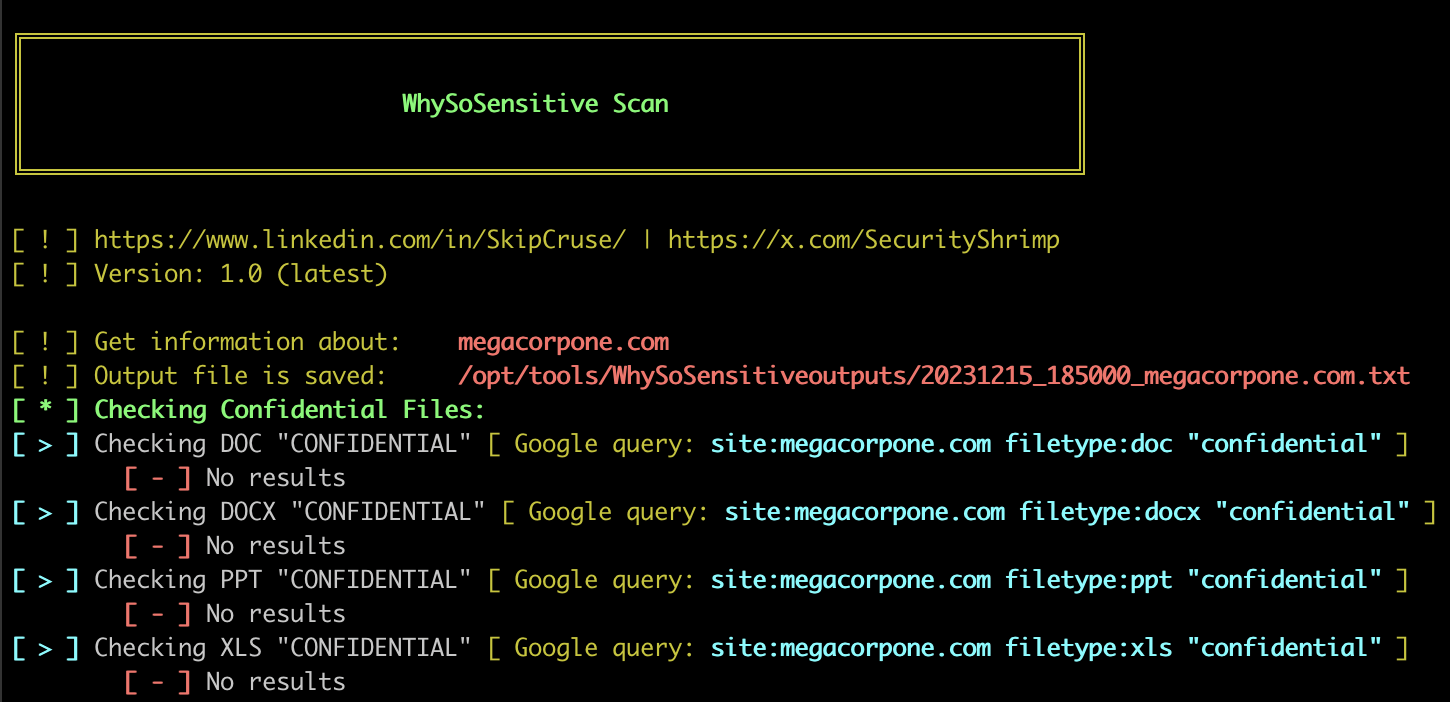 WhySoSensitive Scan
[ ! ] https://www.linkedin.com/in/SkipCruse/ | https://x.com/SecurityShrimp
[ ! ] Version: 1.0 (latest)
[ ! ] Get information about: megacorpone.com
[ ! ] Output file is saved: /opt/tools/WhySoSensitiveoutputs/20231215_185000_megacorpone.com.txt
[ * ] Checking Confidential Files:
[ > ] Checking DOC "CONFIDENTIAL" [ Google query: site:megacorpone.com filetype:doc "confidential" ]
[ - ] No results
[ > ] Checking DOCX "CONFIDENTIAL" [ Google query: site:megacorpone.com filetype:docx "confidential" ]
[ - ] No results
[ > ] Checking PPT "CONFIDENTIAL" [ Google query: site:megacorpone.com filetype:ppt "confidential" ]
[ - ] No results
[ > ] Checking XLS "CONFIDENTIAL" [ Google query: site:megacorpone.com filetype:xls "confidential" ]
[ - ] No results